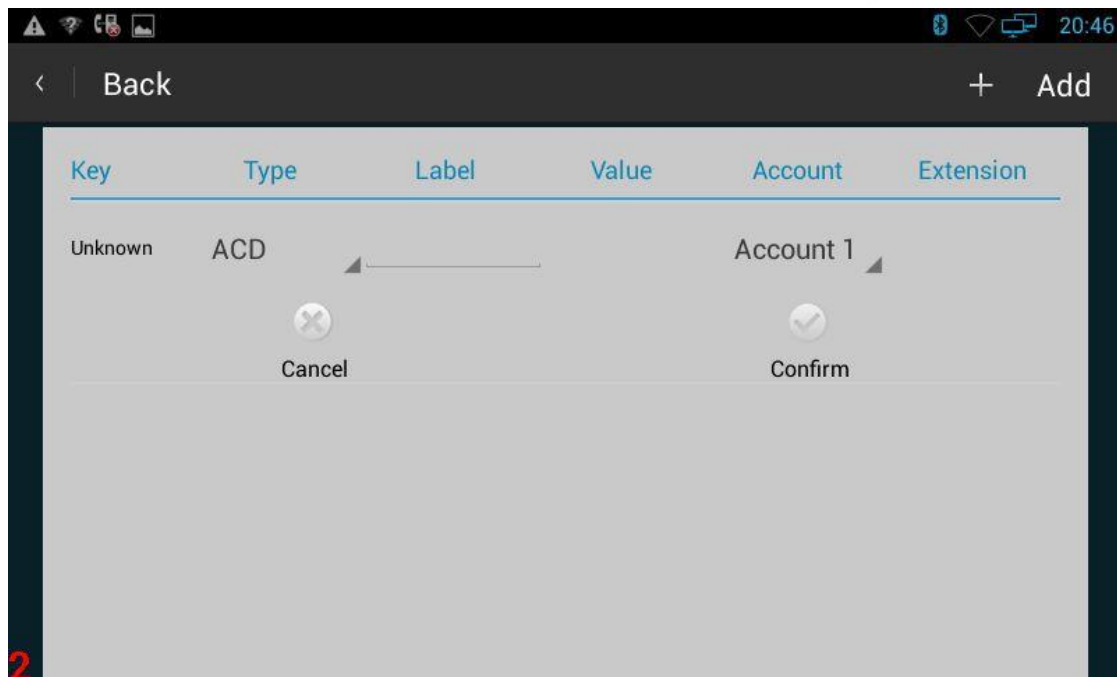 20:46
Back
+ Add
Key Type Label Value Account Extension
Unknown ACD Account 1
Cancel Confirm
2